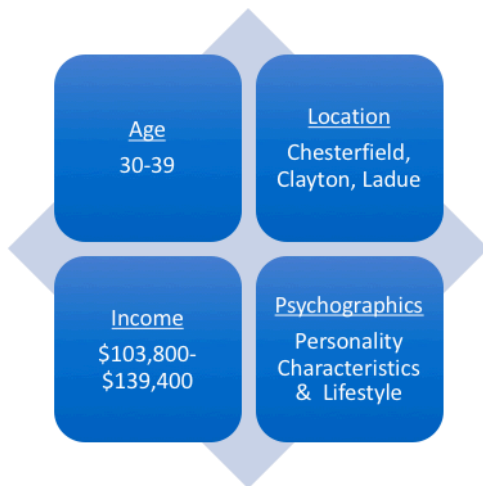 Age
30-39
Location
Chesterfield,
Clayton, Ladue
Income
$103,800-
$139,400
Psychographics
Personality
Characteristics
& Lifestyle